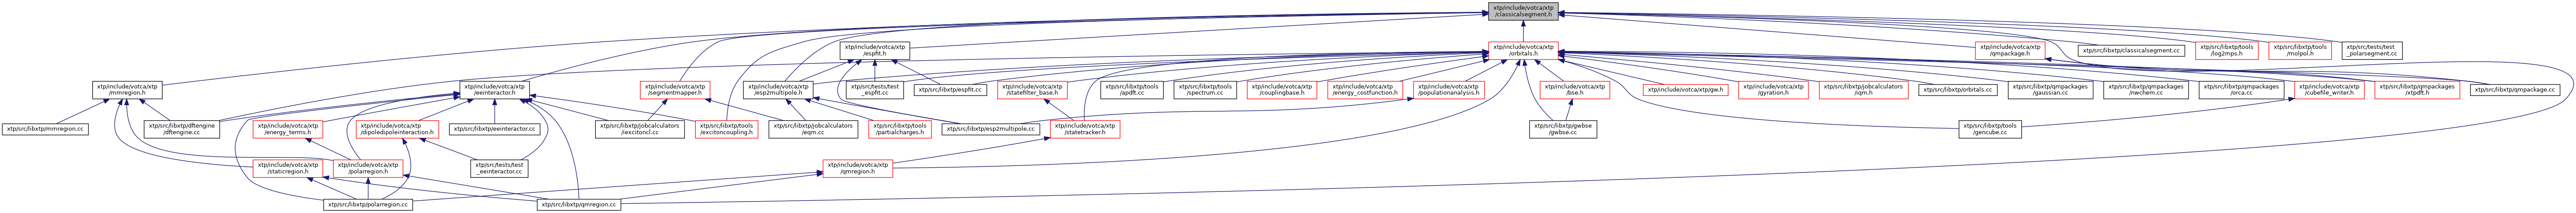 xtp/include/votca/xtp
/classicalsegment.h
xtp/include/votca/xtp
/espfit.h
xtp/include/votca/xtp
/orbitals.h
xtp/include/votca/xtp
/qmpackage.h
xtp/src/libxtp/classicalsegment.cc
xtp/src/libxtp/tools
/log2mps.h
xtp/src/libxtp/tools
/molpol.h
xtp/src/tests/test
_polarsegment.cc
xtp/include/votca/xtp
/mmregion.h
xtp/include/votca/xtp
/eeinteractor.h
xtp/include/votca/xtp
/segmentmapper.h
xtp/include/votca/xtp
/esp2multipole.h
xtp/src/tests/test
_espfit.cc
xtp/src/libxtp/espfit.cc
xtp/include/votca/xtp
/statefilter_base.h
xtp/src/libxtp/tools
/apdft.cc
xtp/src/libxtp/tools
/spectrum.cc
xtp/include/votca/xtp
/couplingbase.h
xtp/include/votca/xtp
/energy_costfunction.h
xtp/include/votca/xtp
/populationanalysis.h
xtp/include/votca/xtp
/bse.h
xtp/include/votca/xtp/gw.h
xtp/include/votca/xtp
/gyration.h
xtp/src/libxtp/jobcalculators
/iqm.h
xtp/src/libxtp/orbitals.cc
xtp/src/libxtp/qmpackages
/gaussian.cc
xtp/src/libxtp/qmpackages
/nwchem.cc
xtp/src/libxtp/qmpackages
/orca.cc
xtp/include/votca/xtp
/cubefile_writer.h
xtp/src/libxtp/qmpackages
/xtpdft.h
xtp/src/libxtp/qmpackage.cc
xtp/src/libxtp/mmregion.cc
xtp/src/libxtp/dftengine
/dftengine.cc
xtp/include/votca/xtp
/energy_terms.h
xtp/include/votca/xtp
/dipoledipoleinteraction.h
xtp/src/libxtp/eeinteractor.cc
xtp/src/libxtp/jobcalculators
/iexcitoncl.cc
xtp/src/libxtp/tools
/excitoncoupling.h
xtp/src/libxtp/jobcalculators
/eqm.cc
xtp/src/libxtp/tools
/partialcharges.h
xtp/src/libxtp/esp2multipole.cc
xtp/include/votca/xtp
/statetracker.h
xtp/src/libxtp/gwbse
/gwbse.cc
xtp/src/libxtp/tools
/gencube.cc
xtp/include/votca/xtp
/staticregion.h
xtp/include/votca/xtp
/polarregion.h
xtp/src/tests/test
_eeinteractor.cc
xtp/include/votca/xtp
/qmregion.h
xtp/src/libxtp/polarregion.cc
xtp/src/libxtp/qmregion.cc